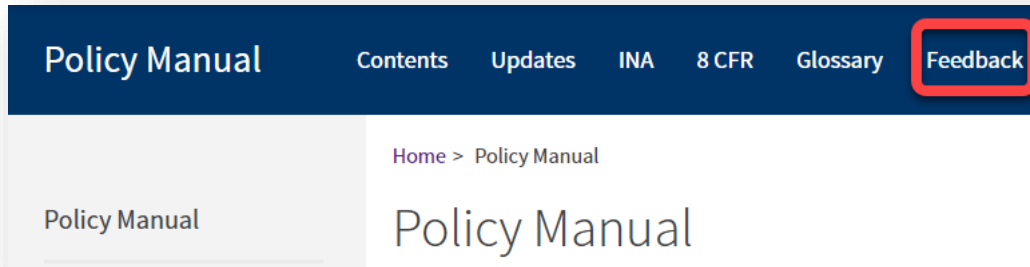 Policy Manual Contents Updates INA 8 CFR Glossary Feedback
Home > Policy Manual
Policy Manual
Policy Manual